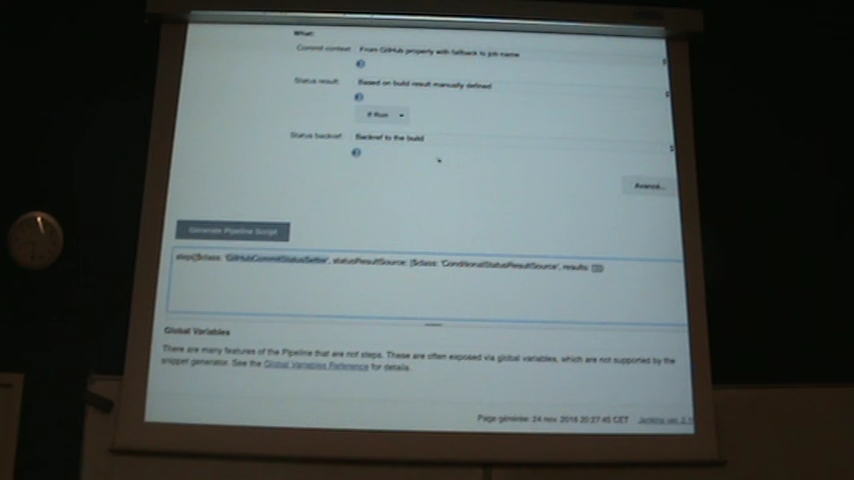 What:
Commit context: From GitHub property with fallback to job name
Status result: Based on build result manually defined
If Run
Status backref: Backref to the build
Avancé...
Generate Pipeline Script
step([$class: 'GitHubCommitStatusSetter', statusResultSource: [$class: 'ConditionalStatusResultSource', results: []]])
Global Variables
There are many features of the Pipeline that are not steps. These are often exposed via global variables, which are not supported by the
snippet generator. See the Global Variables Reference for details.
Page générée: 24 nov. 2016 20:27:45 CET Jenkins ver. 2.